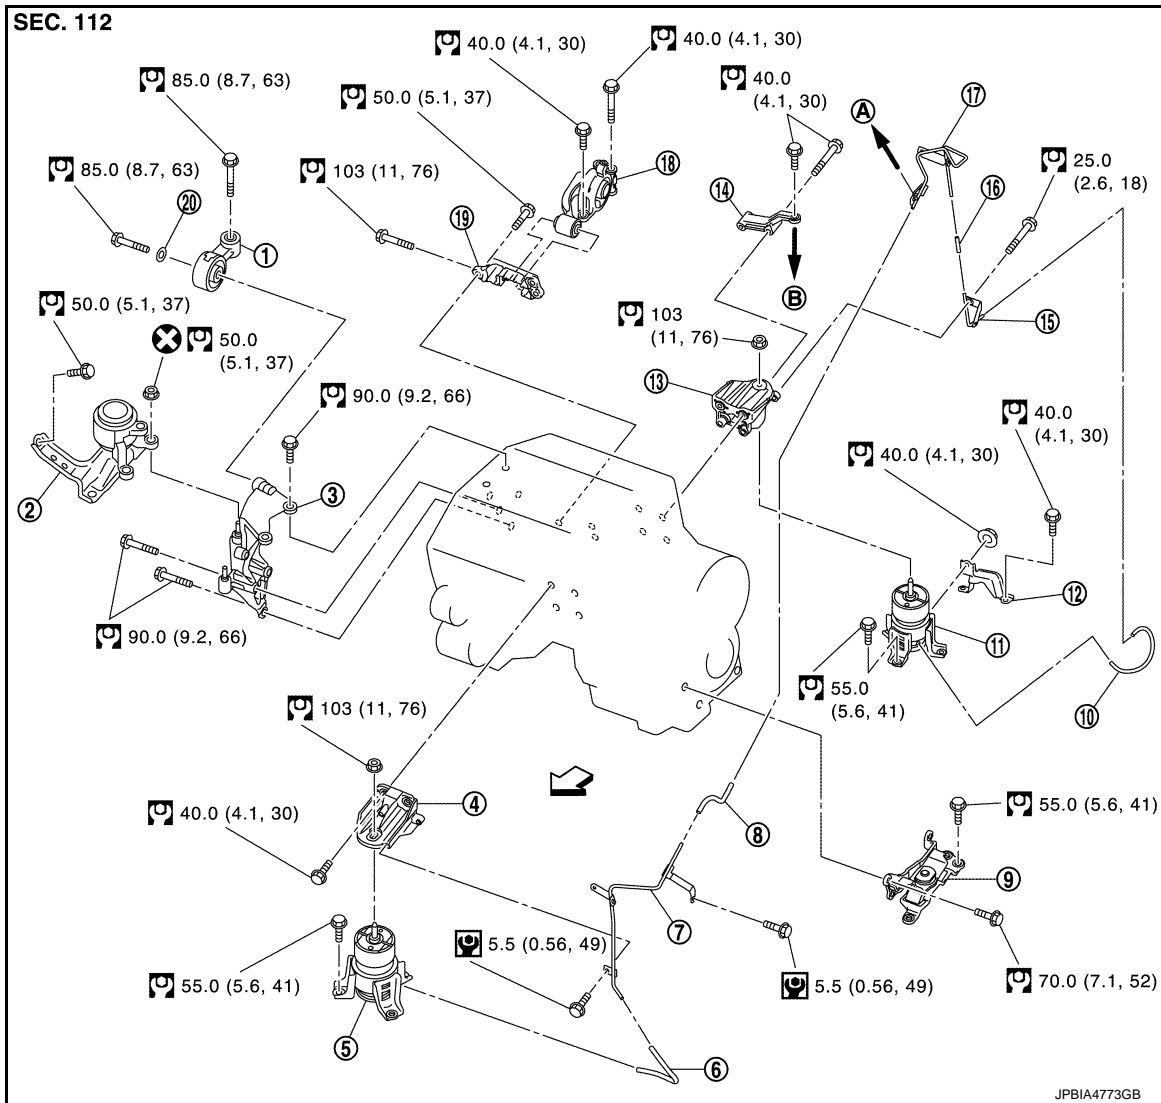 SEC. 112
40.0 (4.1, 30)
40.0 (4.1, 30)
85.0 (8.7, 63)
50.0 (5.1, 37)
40.0
(4.1, 30)
17
A
18
25.0
(2.6, 18)
85.0 (8.7, 63)
103 (11, 76)
14
16
20
19
1
B
50.0 (5.1, 37)
103
(11, 76)
15
50.0
(5.1, 37)
13
90.0 (9.2, 66)
40.0
(4.1, 30)
40.0 (4.1, 30)
2
3
12
90.0 (9.2, 66)
11
55.0
(5.6, 41)
10
103 (11, 76)
4
40.0 (4.1, 30)
8
55.0 (5.6, 41)
9
7
5.5 (0.56, 49)
55.0 (5.6, 41)
5.5 (0.56, 49)
70.0 (7.1, 52)
5
6
JPBIA4773GB